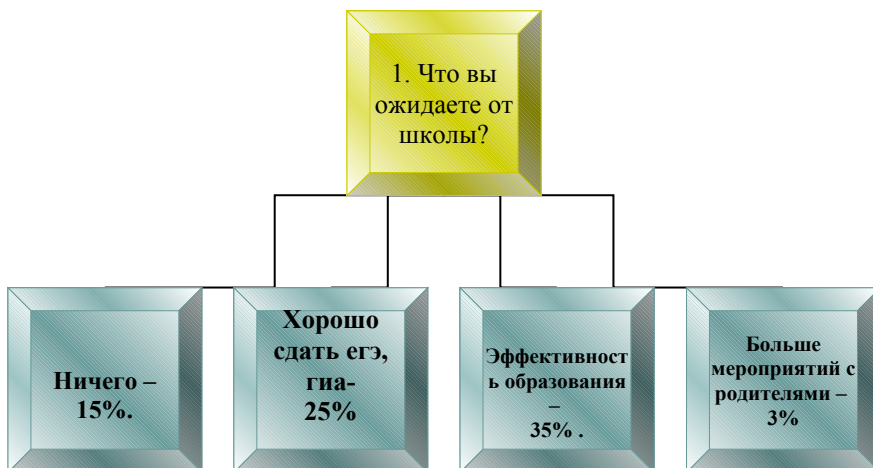 1. Что вы
ожидаете от
школы?
Ничего –
15%.
Хорошо
сдать егэ,
гиа-
25%
Эффективност
ь образования
–
35% .
Больше
мероприятий с
родителями –
3%